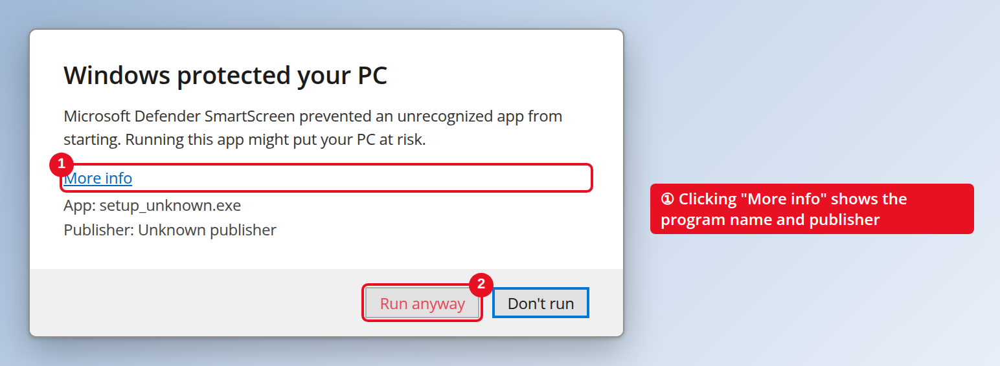 Windows protected your PC
Microsoft Defender SmartScreen prevented an unrecognized app from
starting. Running this app might put your PC at risk.
1
More info
App: setup_unknown.exe
Publisher: Unknown publisher
① Clicking "More info" shows the
program name and publisher
2
Run anyway
Don't run